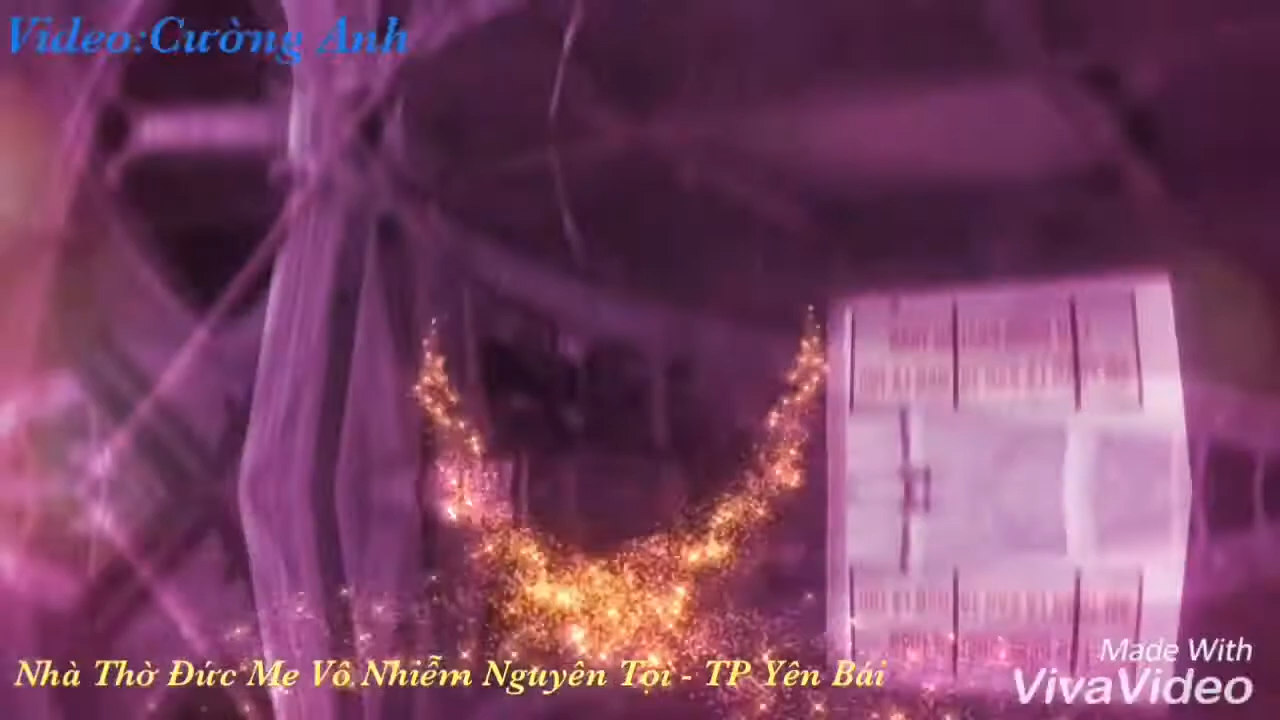 Video:Cường Anh
Nhà Thờ Đức Mẹ Vô Nhiễm Nguyên Tội - TP Yên Bái
Made With
VivaVideo